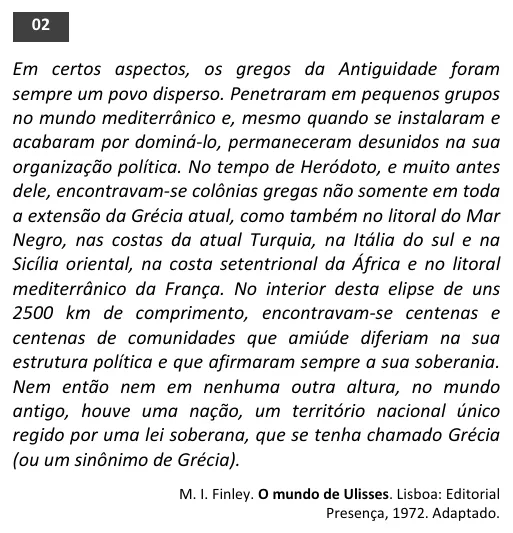 02
Em certos aspectos, os gregos da Antiguidade foram
sempre um povo disperso. Penetraram em pequenos grupos
no mundo mediterrânico e, mesmo quando se instalaram e
acabaram por dominá-lo, permaneceram desunidos na sua
organização política. No tempo de Heródoto, e muito antes
dele, encontravam-se colônias gregas não somente em toda
a extensão da Grécia atual, como também no litoral do Mar
Negro, nas costas da atual Turquia, na Itália do sul e na
Sicília oriental, na costa setentrional da África e no litoral
mediterrânico da França. No interior desta elipse de uns
2500 km de comprimento, encontravam-se centenas e
centenas de comunidades que amiúde diferiam na sua
estrutura política e que afirmaram sempre a sua soberania.
Nem então nem em nenhuma outra altura, no mundo
antigo, houve uma nação, um território nacional único
regido por uma lei soberana, que se tenha chamado Grécia
(ou um sinônimo de Grécia).
M. I. Finley. O mundo de Ulisses. Lisboa: Editorial
Presença, 1972. Adaptado.